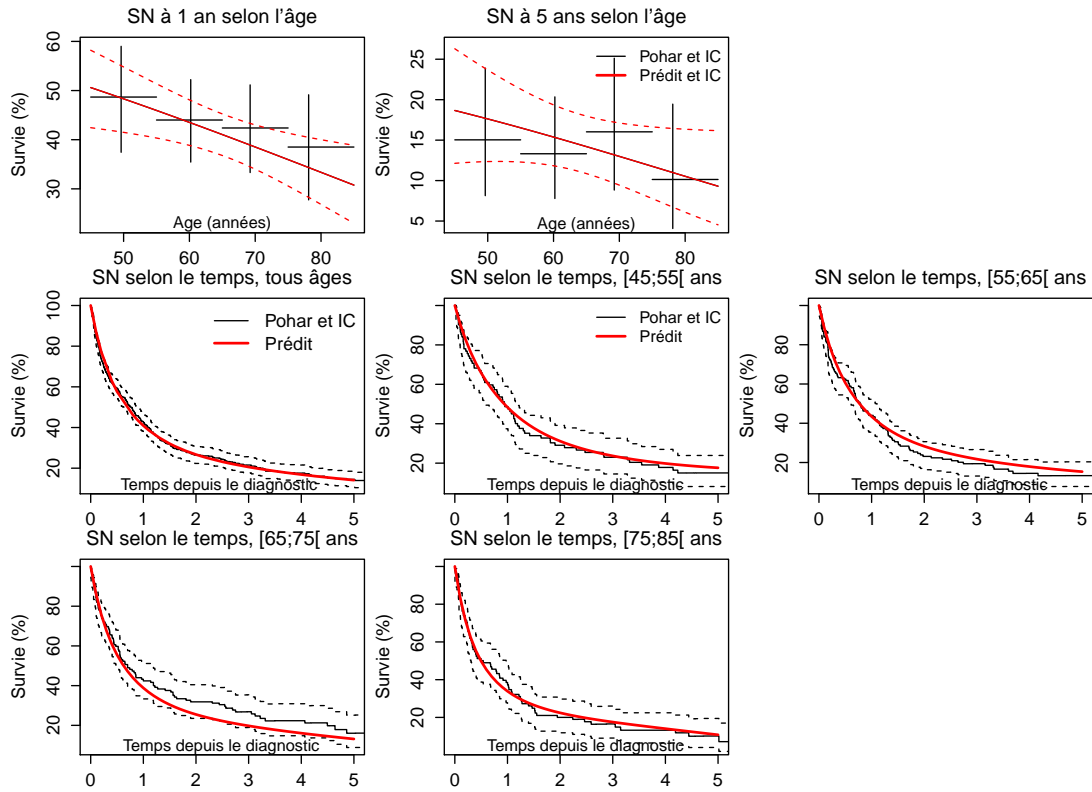 SN à 1 an selon l'âge
Survie (%)
60
50
40
30
Age (années)
50 60 70 80
SN à 5 ans selon l'âge
Survie (%)
25
20
15
10
5
Pohar et IC
Prédit et IC
Age (années)
50 60 70 80
SN selon le temps, tous âges
Survie (%)
100
80
60
40
20
Pohar et IC
Prédit
Temps depuis le diagnostic
0 1 2 3 4 5
SN selon le temps, [45;55[ ans
Survie (%)
80
60
40
20
Pohar et IC
Prédit
Temps depuis le diagnostic
0 1 2 3 4 5
SN selon le temps, [55;65[ ans
Survie (%)
80
60
40
20
Temps depuis le diagnostic
0 1 2 3 4 5
SN selon le temps, [65;75[ ans
Survie (%)
80
60
40
20
Temps depuis le diagnostic
0 1 2 3 4 5
SN selon le temps, [75;85[ ans
Survie (%)
80
60
40
20
Temps depuis le diagnostic
0 1 2 3 4 5